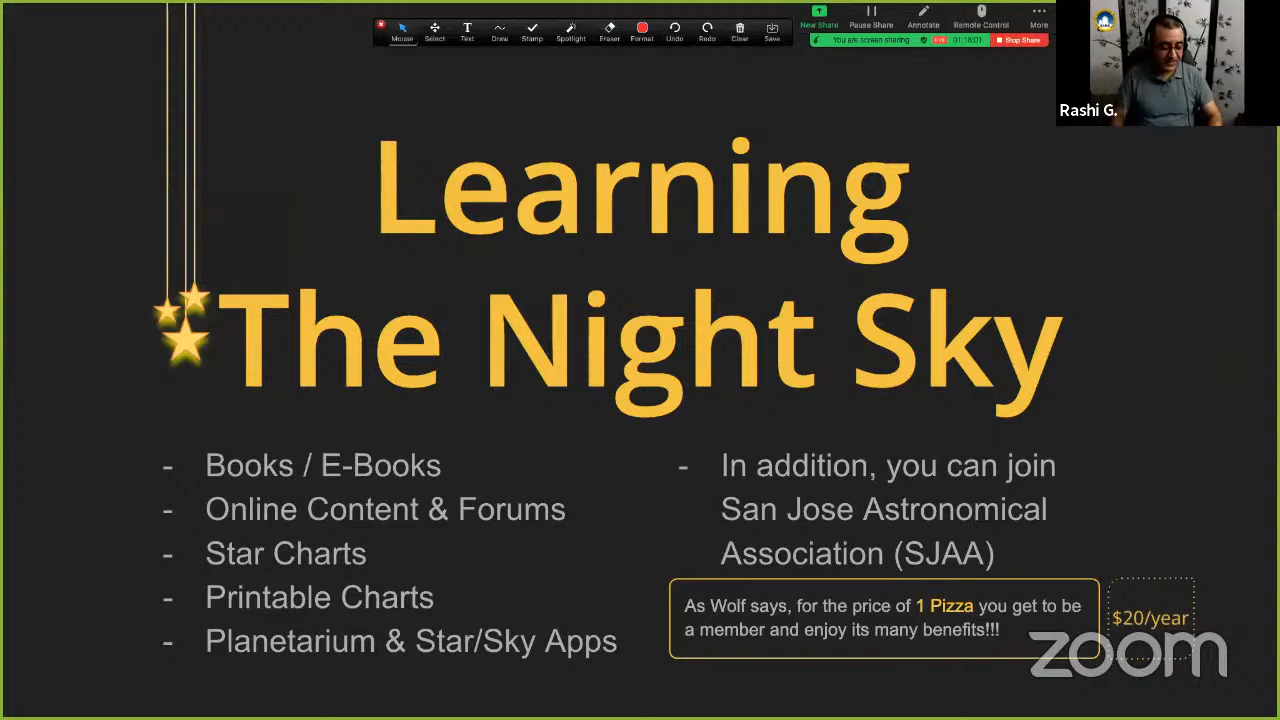 Mouse Select Text Draw Stamp Spotlight Eraser Format Undo Redo Clear Save
New Share Pause Share Annotate Remote Control More
You are screen sharing LIVE 01:16:01 Stop Share
Rashi G.
Learning
The Night Sky
- Books / E-Books
- Online Content & Forums
- Star Charts
- Printable Charts
- Planetarium & Star/Sky Apps
- In addition, you can join
San Jose Astronomical
Association (SJAA)
As Wolf says, for the price of 1 Pizza you get to be
a member and enjoy its many benefits!!!
$20/year
zoom